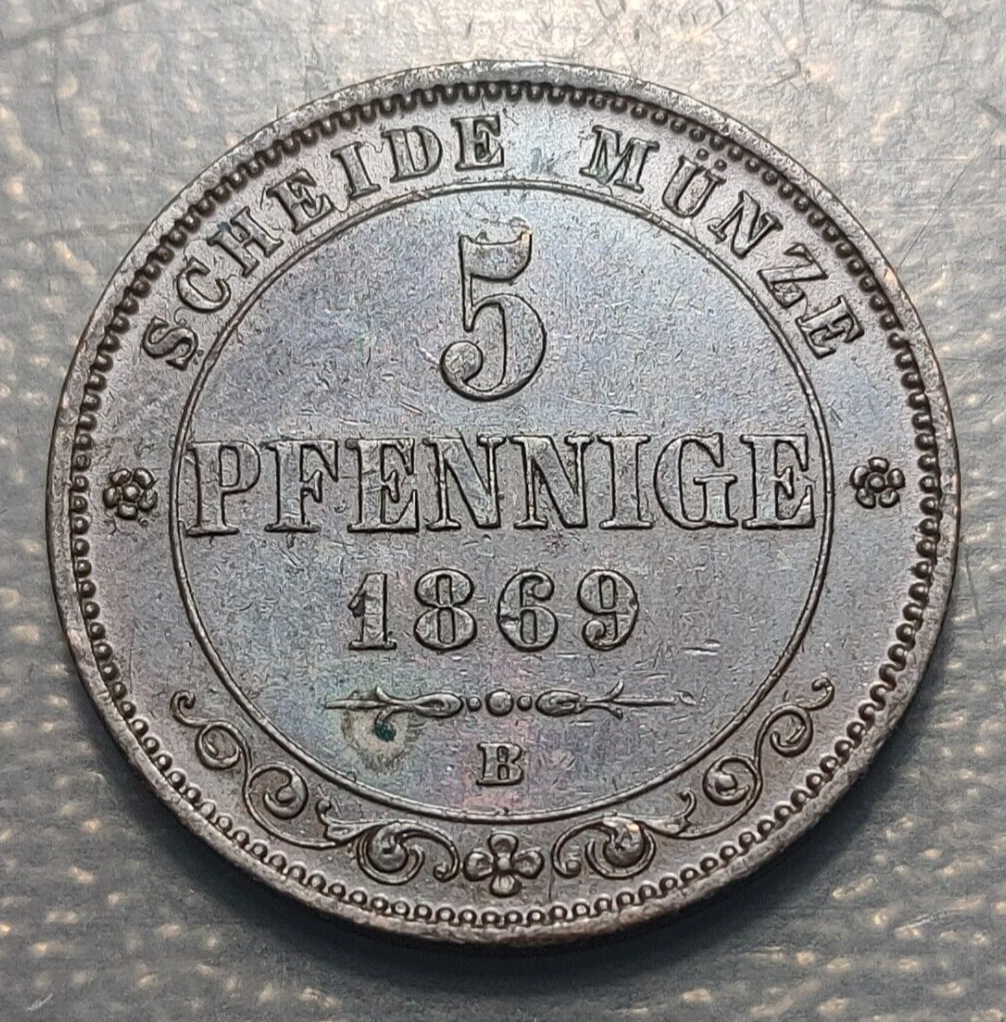 SCHEIDE MÜNZE
5
PFENNIGE
1869
B